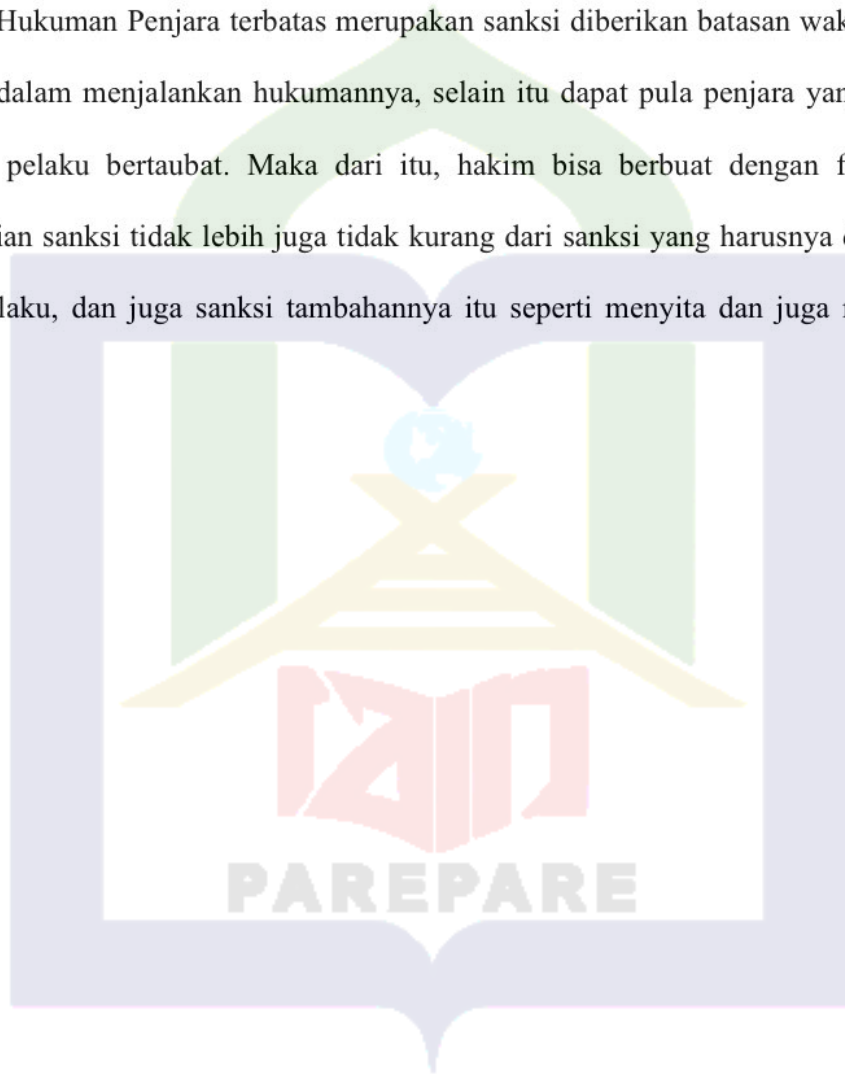 Hukuman Penjara terbatas merupakan sanksi diberikan batasan wak
dalam menjalankan hukumannya, selain itu dapat pula penjara yan
pelaku bertaubat. Maka dari itu, hakim bisa berbuat dengan f
ian sanksi tidak lebih juga tidak kurang dari sanksi yang harusnya
laku, dan juga sanksi tambahannya itu seperti menyita dan juga
iain
PAREPARE